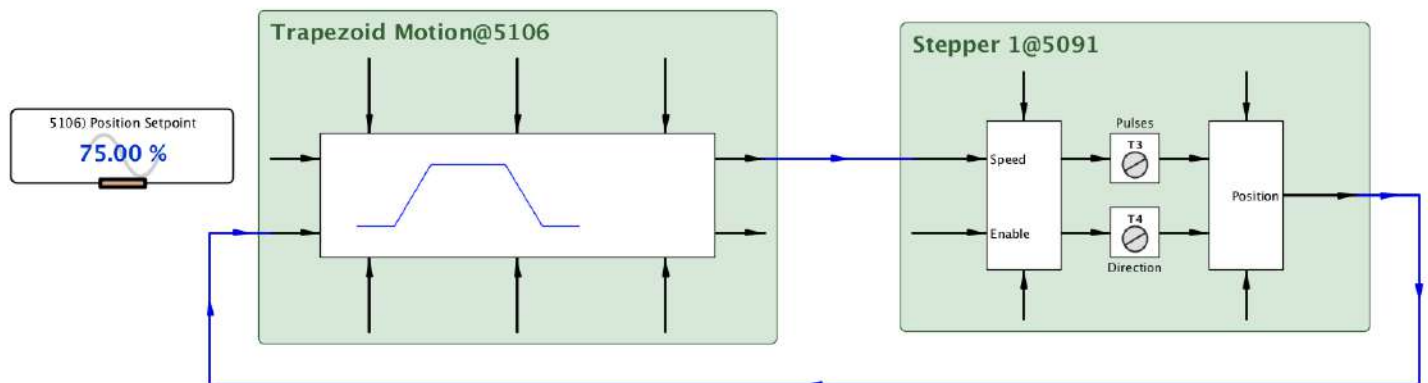 Trapezoid Motion@5106
Stepper 1@5091
5106) Position Setpoint
75.00 %
Pulses
T3
Speed
Position
T4
Enable
Direction